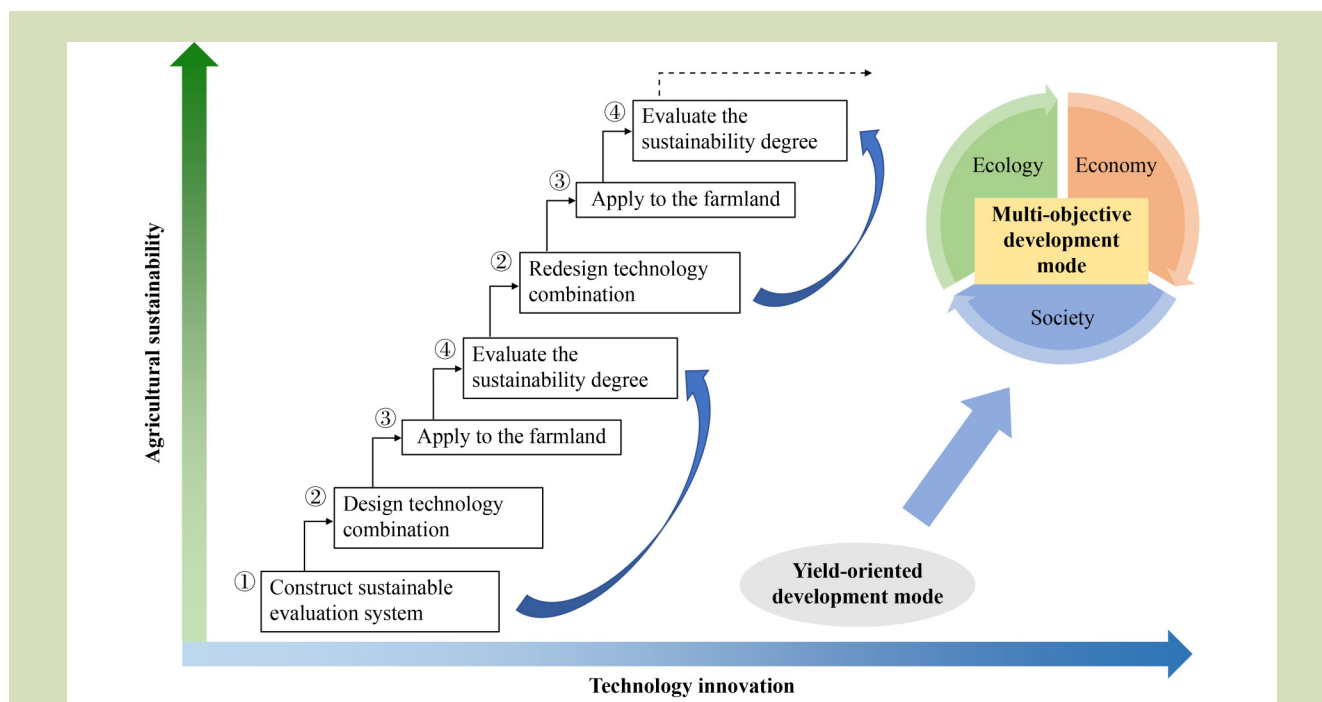 ④
Evaluate the
sustainability degree
③
Apply to the farmland
②
Redesign technology
combination
④
Evaluate the
sustainability degree
③
Apply to the farmland
②
Design technology
combination
①
Construct sustainable
evaluation system
Agricultural sustainability
Technology innovation
Ecology
Economy
Multi-objective
development
mode
Society
Yield-oriented
development mode